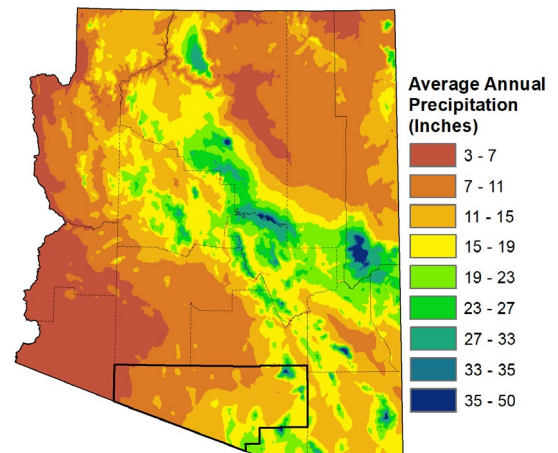 Average Annual
Precipitation
(Inches)
3 - 7
7 - 11
11 - 15
15 - 19
19 - 23
23 - 27
27 - 33
33 - 35
35 - 50